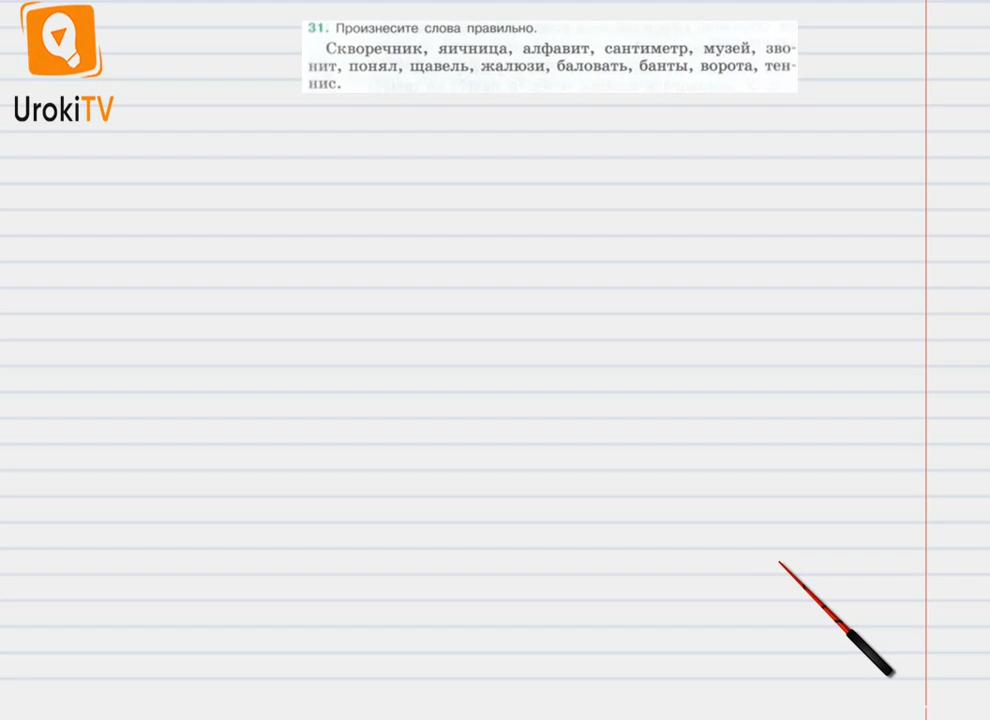 UrokiTV
31. Произнесите слова правильно.
Скворечник, яичница, алфавит, сантиметр, музей, зво-
нит, понял, щавель, жалюзи, баловать, банты, ворота, тен-
нис.